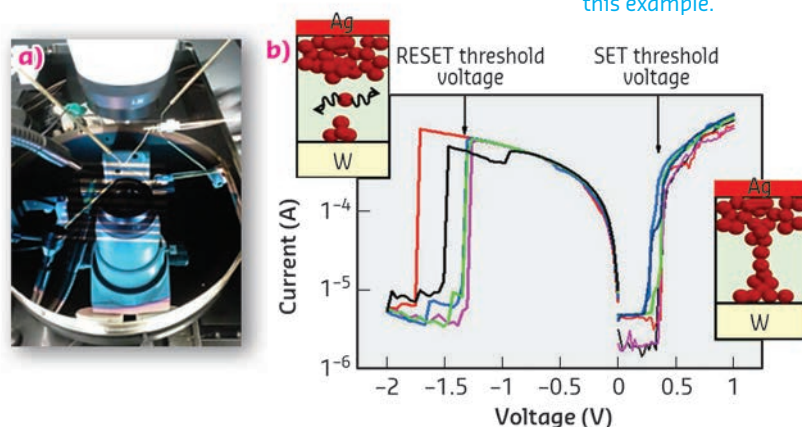 this example.
a)
b)
Ag
W
RESET threshold
voltage
SET threshold
voltage
Ag
W
Current (A)
1⁻⁴
1⁻⁵
1⁻⁶
−2 −1.5 −1 −0.5 0 0.5 1
Voltage (V)